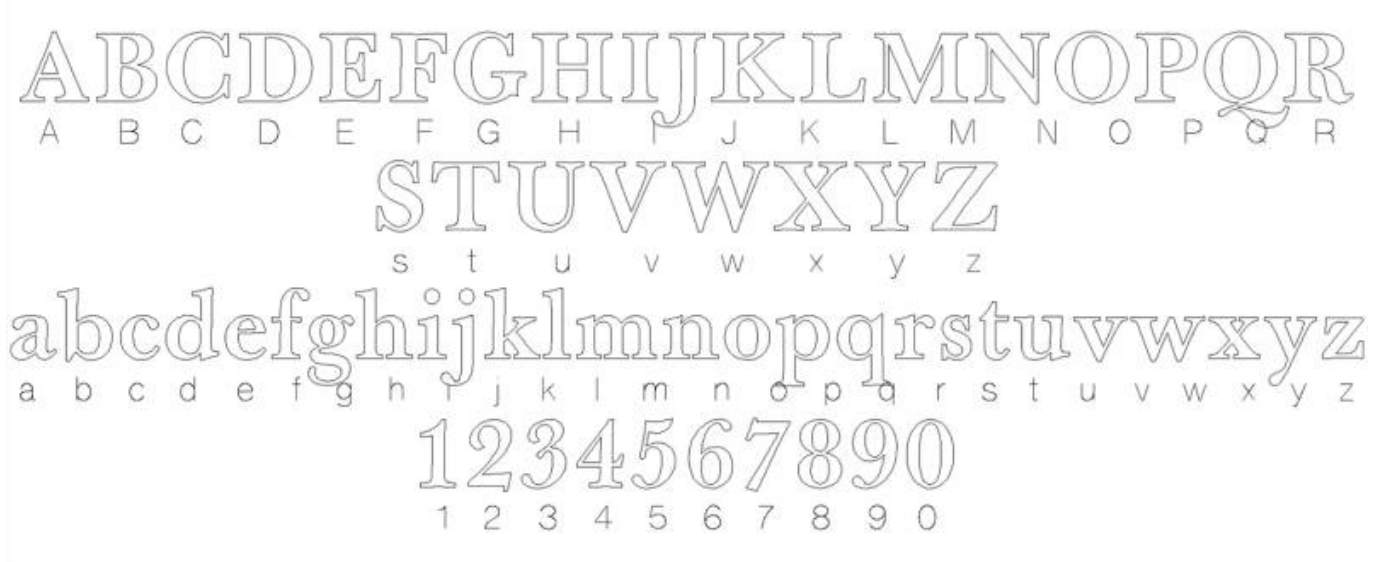 ABCDEFGHIJKLMNOPQR
A B C D E F G H I J K L M N O P Q R
STUVWXYZ
s t u v w x y z
abcdefghijklmnopqrstuvwxyz
a b c d e f g h i j k l m n o p q r s t u v w x y z
1234567890
1 2 3 4 5 6 7 8 9 0